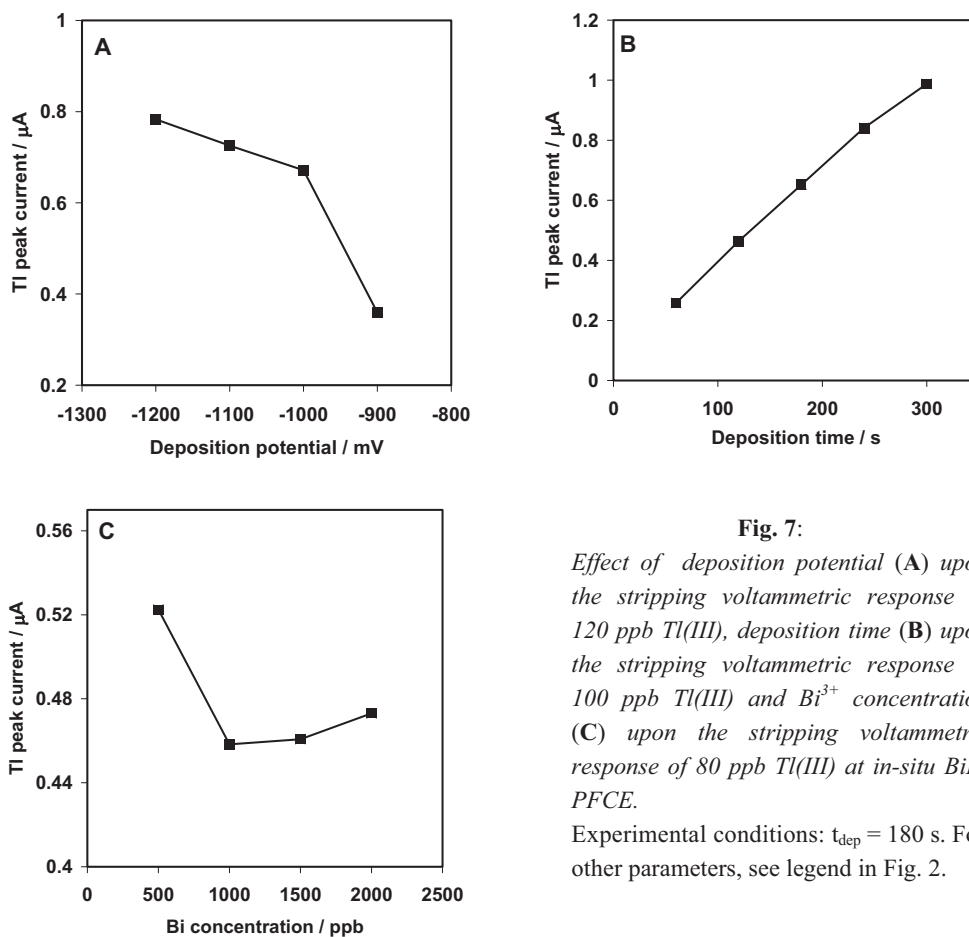 A
1
0.8
0.6
0.4
0.2
-1300 -1200 -1100 -1000 -900 -800
Deposition potential / mV
Tl peak current / µA
B
1.2
1
0.8
0.6
0.4
0.2
0
0 100 200 300
Deposition time / s
Tl peak current / µA
C
0.56
0.52
0.48
0.44
0.4
0 500 1000 1500 2000 2500
Bi concentration / ppb
Tl peak current / µA
Fig. 7:
Effect of deposition potential (A)
the stripping voltammetric response
120 ppb Tl(III), deposition time (B)
the stripping voltammetric response
100 ppb Tl(III) and Bi3+
(C) upon the stripping
response of 80 ppb Tl(III) at in-situ
PFCE.
Experimental conditions: tdep = 180 s.
other parameters, see legend in Fig. 2.